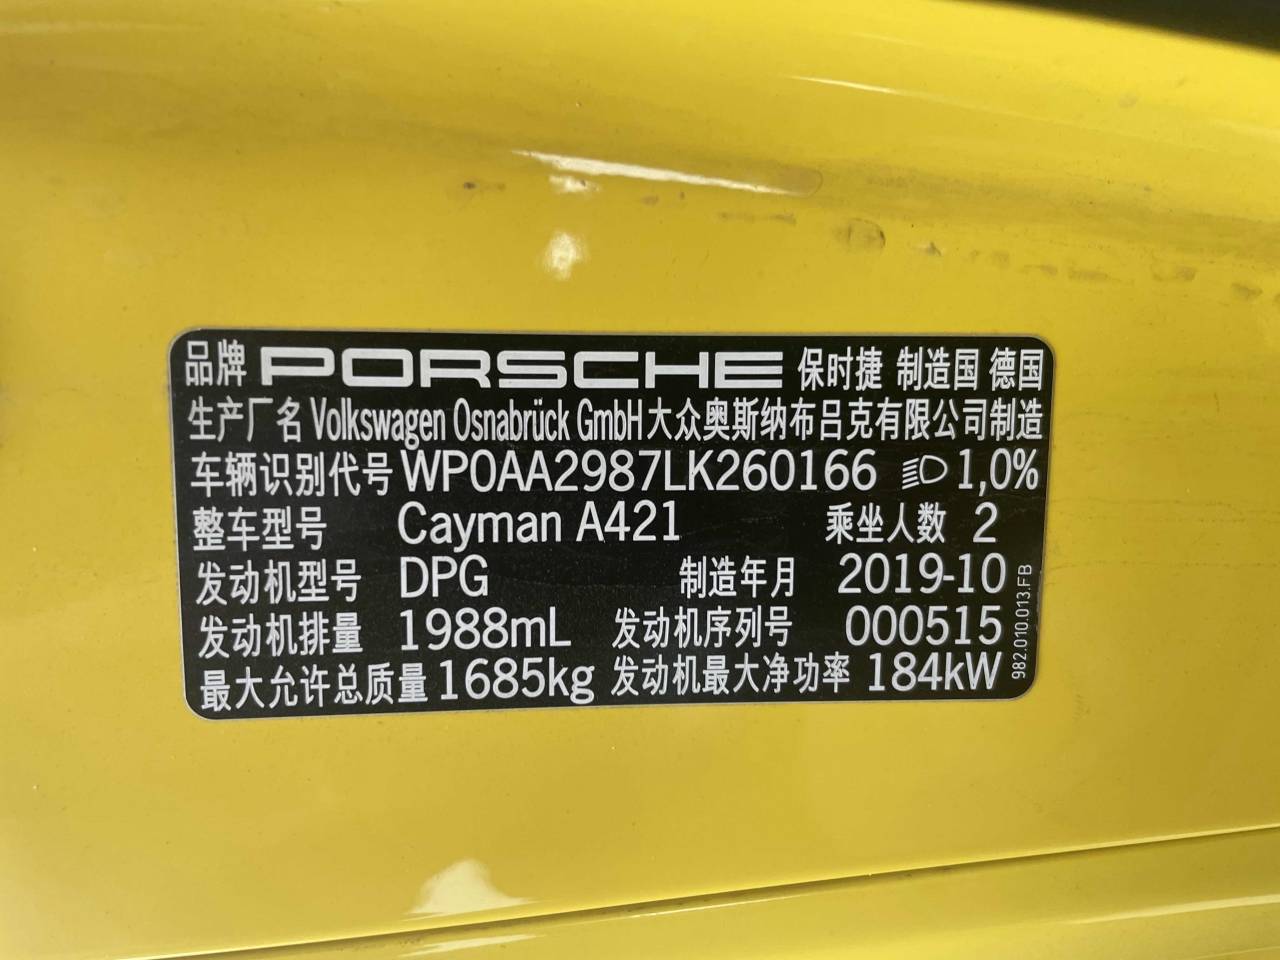 品牌 PORSCHE 保时捷 制造国 德国
生产厂名 Volkswagen Osnabrück GmbH大众奥斯纳布吕克有限公司制造
车辆识别代号 WP0AA2987LK260166 1,0%
整车型号 Cayman A421 乘坐人数 2
发动机型号 DPG 制造年月 2019-10
发动机排量 1988mL 发动机序列号 000515
最大允许总质量 1685kg 发动机最大净功率 184kW
982.010.013.FB